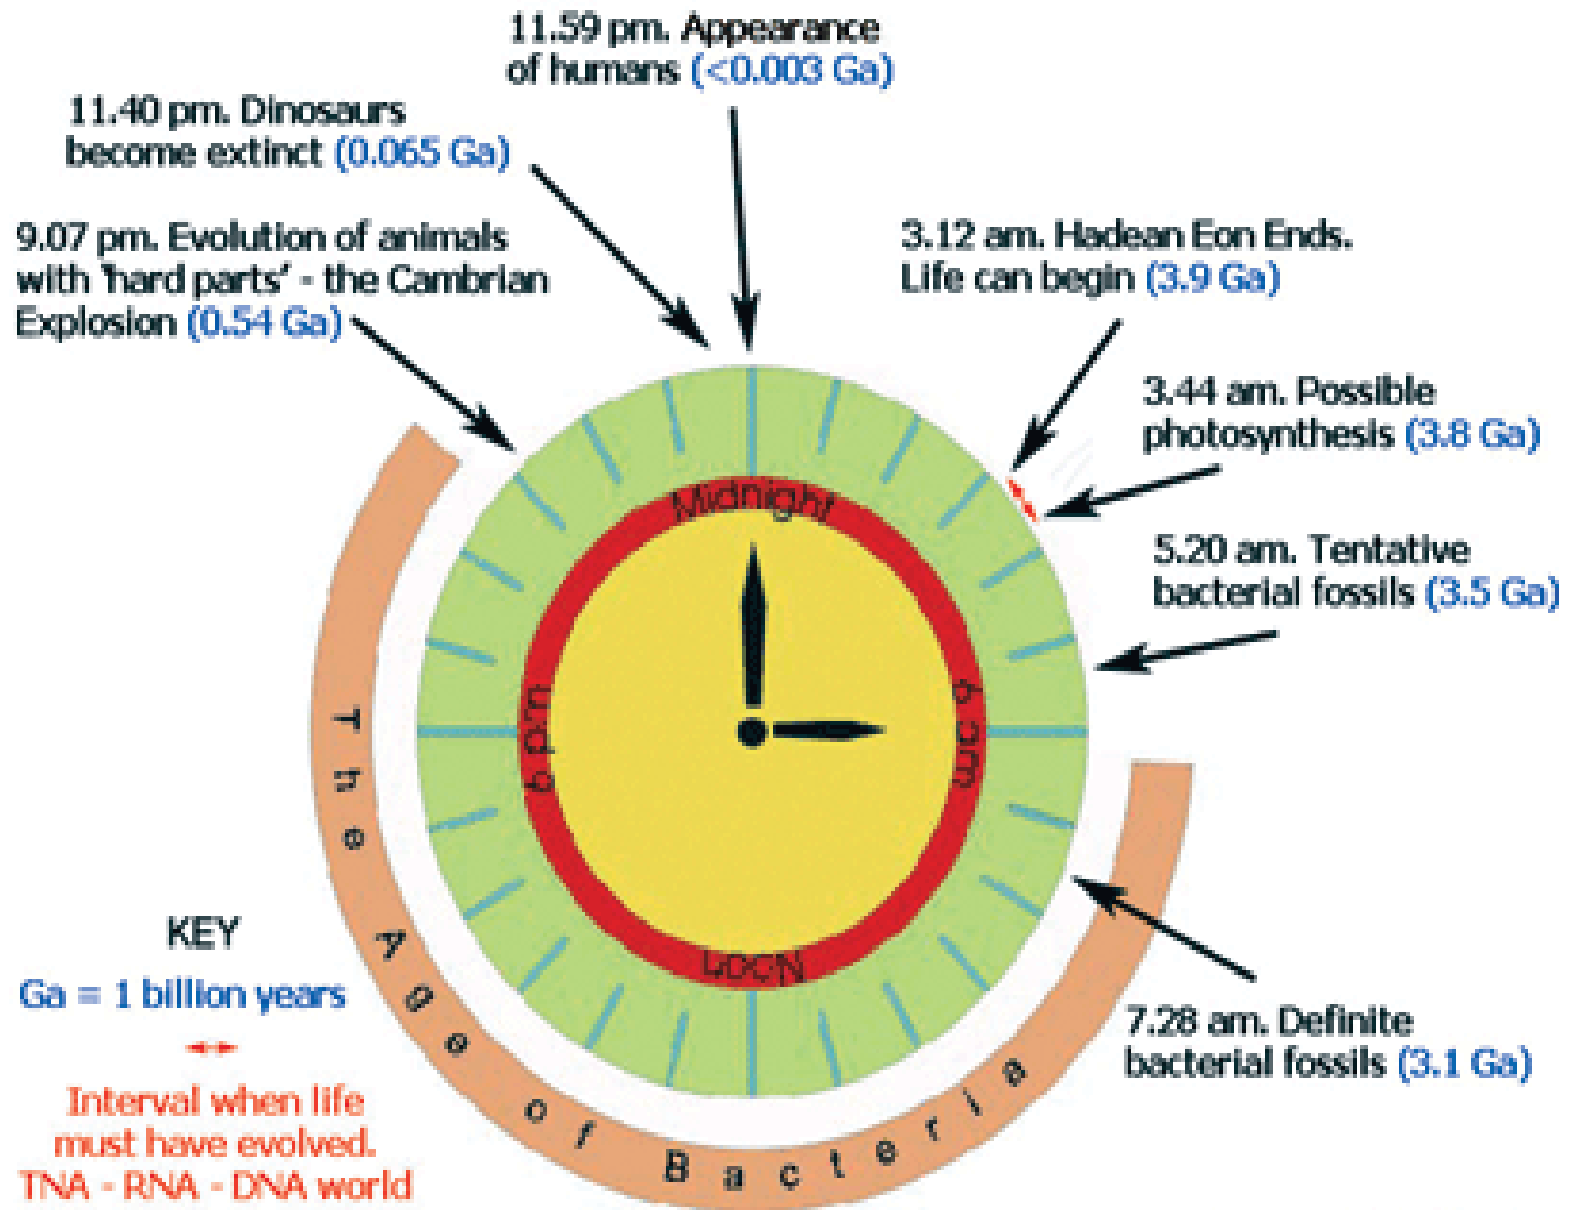 11.59 pm. Appearance
of humans (<0.003 Ga)
11.40 pm. Dinosaurs
become extinct (0.065 Ga)
9.07 pm. Evolution of animals
with 'hard parts' - the Cambrian
Explosion (0.54 Ga)
3.12 am. Hadean Eon Ends.
Life can begin (3.9 Ga)
3.44 am. Possible
photosynthesis (3.8 Ga)
5.20 am. Tentative
bacterial fossils (3.5 Ga)
7.28 am. Definite
bacterial fossils (3.1 Ga)
Midnight
6 am
Noon
6 pm
The Age of Bacteria
KEY
Ga = 1 billion years
Interval when life
must have evolved.
TNA - RNA - DNA world